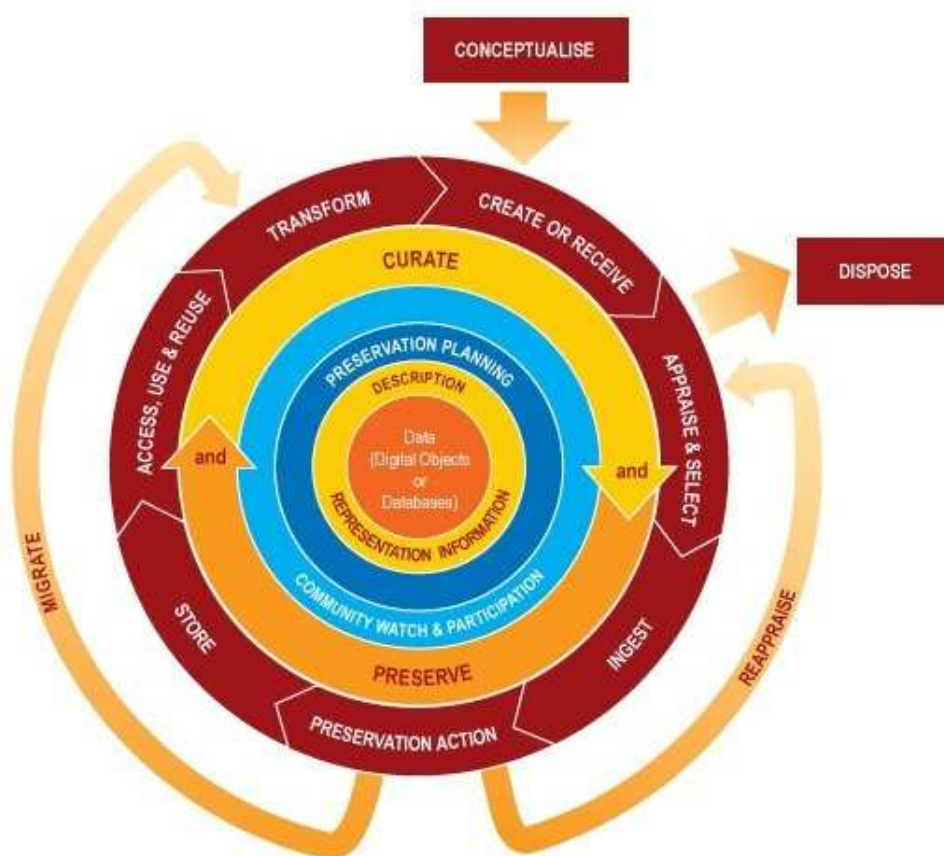 CONCEPTUALISE
TRANSFORM
CREATE OR RECEIVE
DISPOSE
CURATE
ACCESS, USE & REUSE
APPRAISE & SELECT
PRESERVATION PLANNING
DESCRIPTION
and
Data
(Digital Objects
or
Databases)
and
REPRESENTATION INFORMATION
COMMUNITY WATCH & PARTICIPATION
MIGRATE
STORE
INGEST
REAPPRAISE
PRESERVE
PRESERVATION ACTION